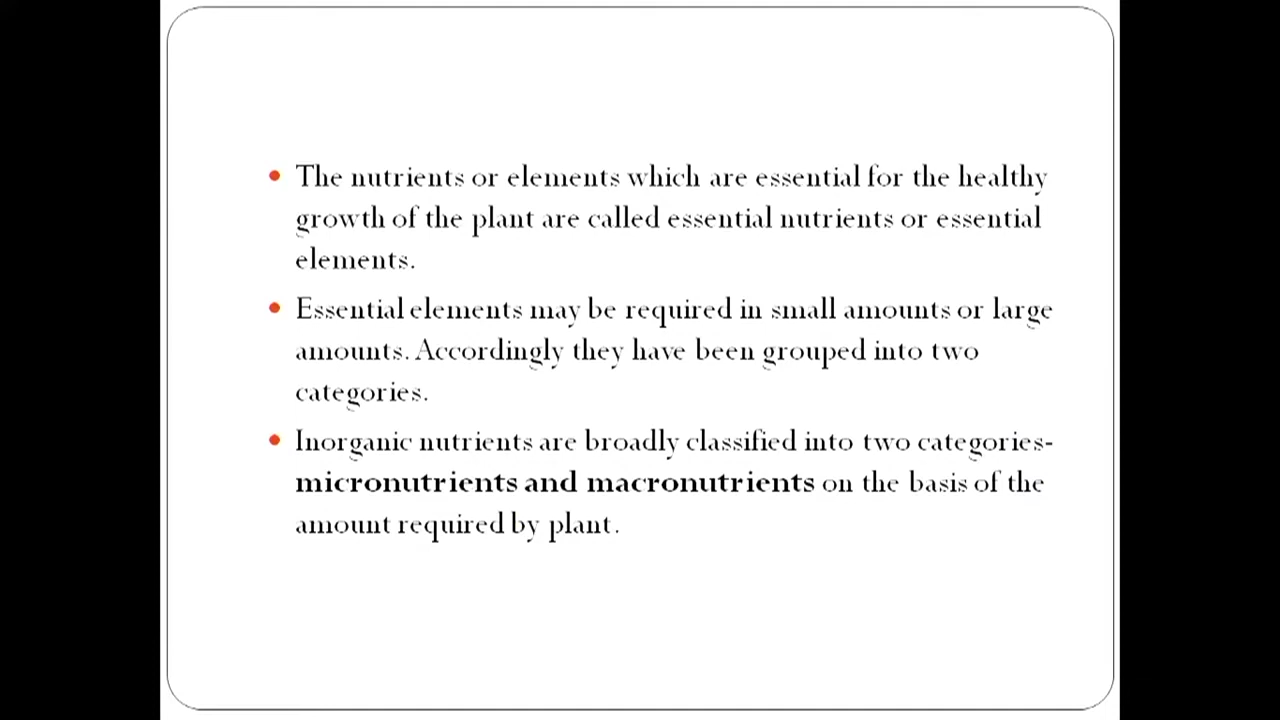 • The nutrients or elements which are essential for the healthy
growth of the plant are called essential nutrients or essential
elements.
• Essential elements may be required in small amounts or large
amounts. Accordingly they have been grouped into two
categories.
• Inorganic nutrients are broadly classified into two categories-
micronutrients and macronutrients on the basis of the
amount required by plant.